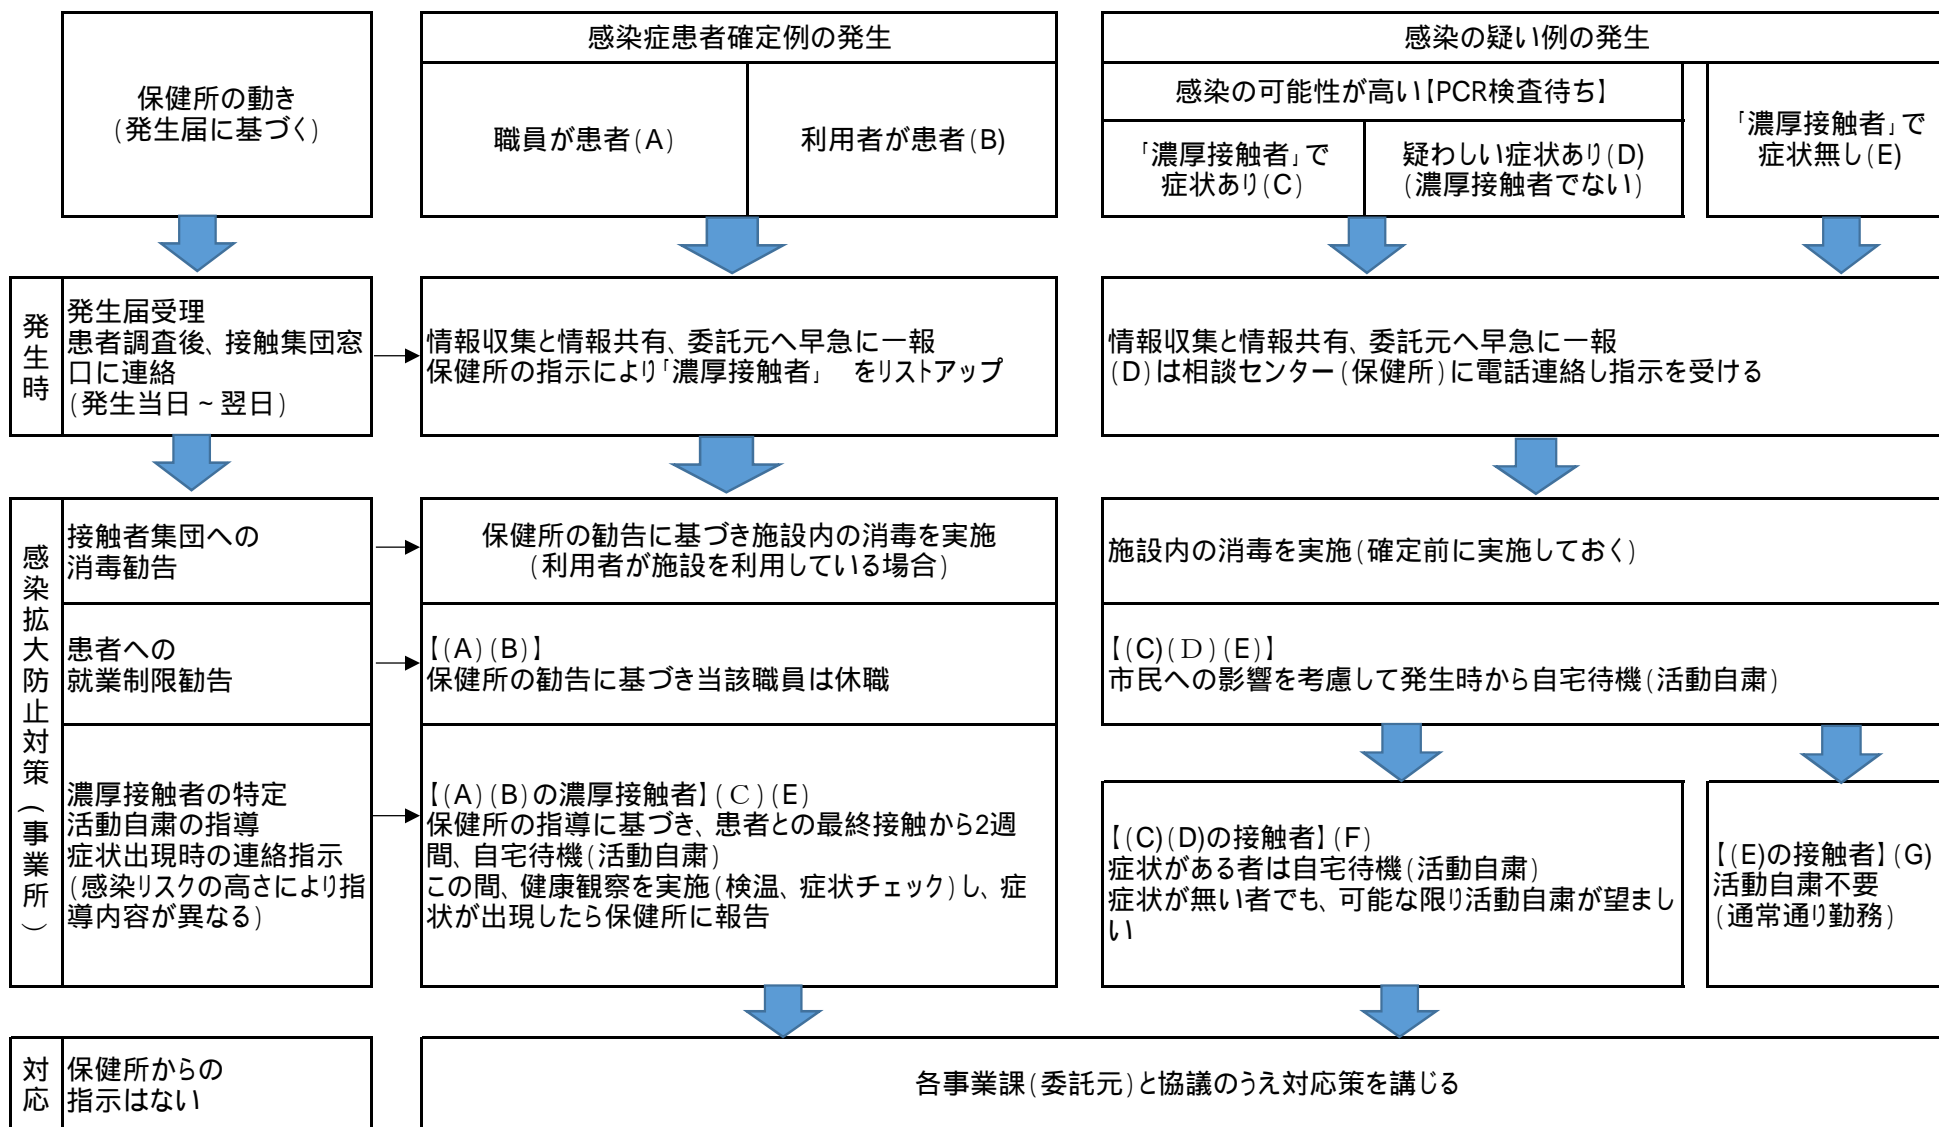 保健所の動き
(発生届に基づく)
感染症患者確定例の発生
職員が患者(A)
利用者が患者(B)
感染の疑い例の発生
感染の可能性が高い【PCR検査待ち】
「濃厚接触者」で
症状あり(C)
疑わしい症状あり(D)
(濃厚接触者でない)
「濃厚接触者」で
症状無し(E)
発生時
発生届受理
患者調査後、接触集団窓
口に連絡
(発生当日~翌日)
情報収集と情報共有、委託元へ早急に一報
保健所の指示により「濃厚接触者」 をリストアップ
情報収集と情報共有、委託元へ早急に一報
(D)は相談センター(保健所)に電話連絡し指示を受ける
感染拡大防止対策(事業所)
接触者集団への
消毒勧告
保健所の勧告に基づき施設内の消毒を実施
(利用者が施設を利用している場合)
施設内の消毒を実施(確定前に実施しておく)
患者への
就業制限勧告
【(A)(B)】
保健所の勧告に基づき当該職員は休職
【(C)(D)(E)】
市民への影響を考慮して発生時から自宅待機(活動自粛)
濃厚接触者の特定
活動自粛の指導
症状出現時の連絡指示
(感染リスクの高さにより指
導内容が異なる)
【(A)(B)の濃厚接触者】(C)(E)
保健所の指導に基づき、患者との最終接触から2週
間、自宅待機(活動自粛)
この間、健康観察を実施(検温、症状チェック)し、症
状が出現したら保健所に報告
【(C)(D)の接触者】(F)
症状がある者は自宅待機(活動自粛)
症状が無い者でも、可能な限り活動自粛が望まし
い
【(E)の接触者】(G)
活動自粛不要
(通常通り勤務)
対応
保健所からの
指示はない
各事業課(委託元)と協議のうえ対応策を講じる